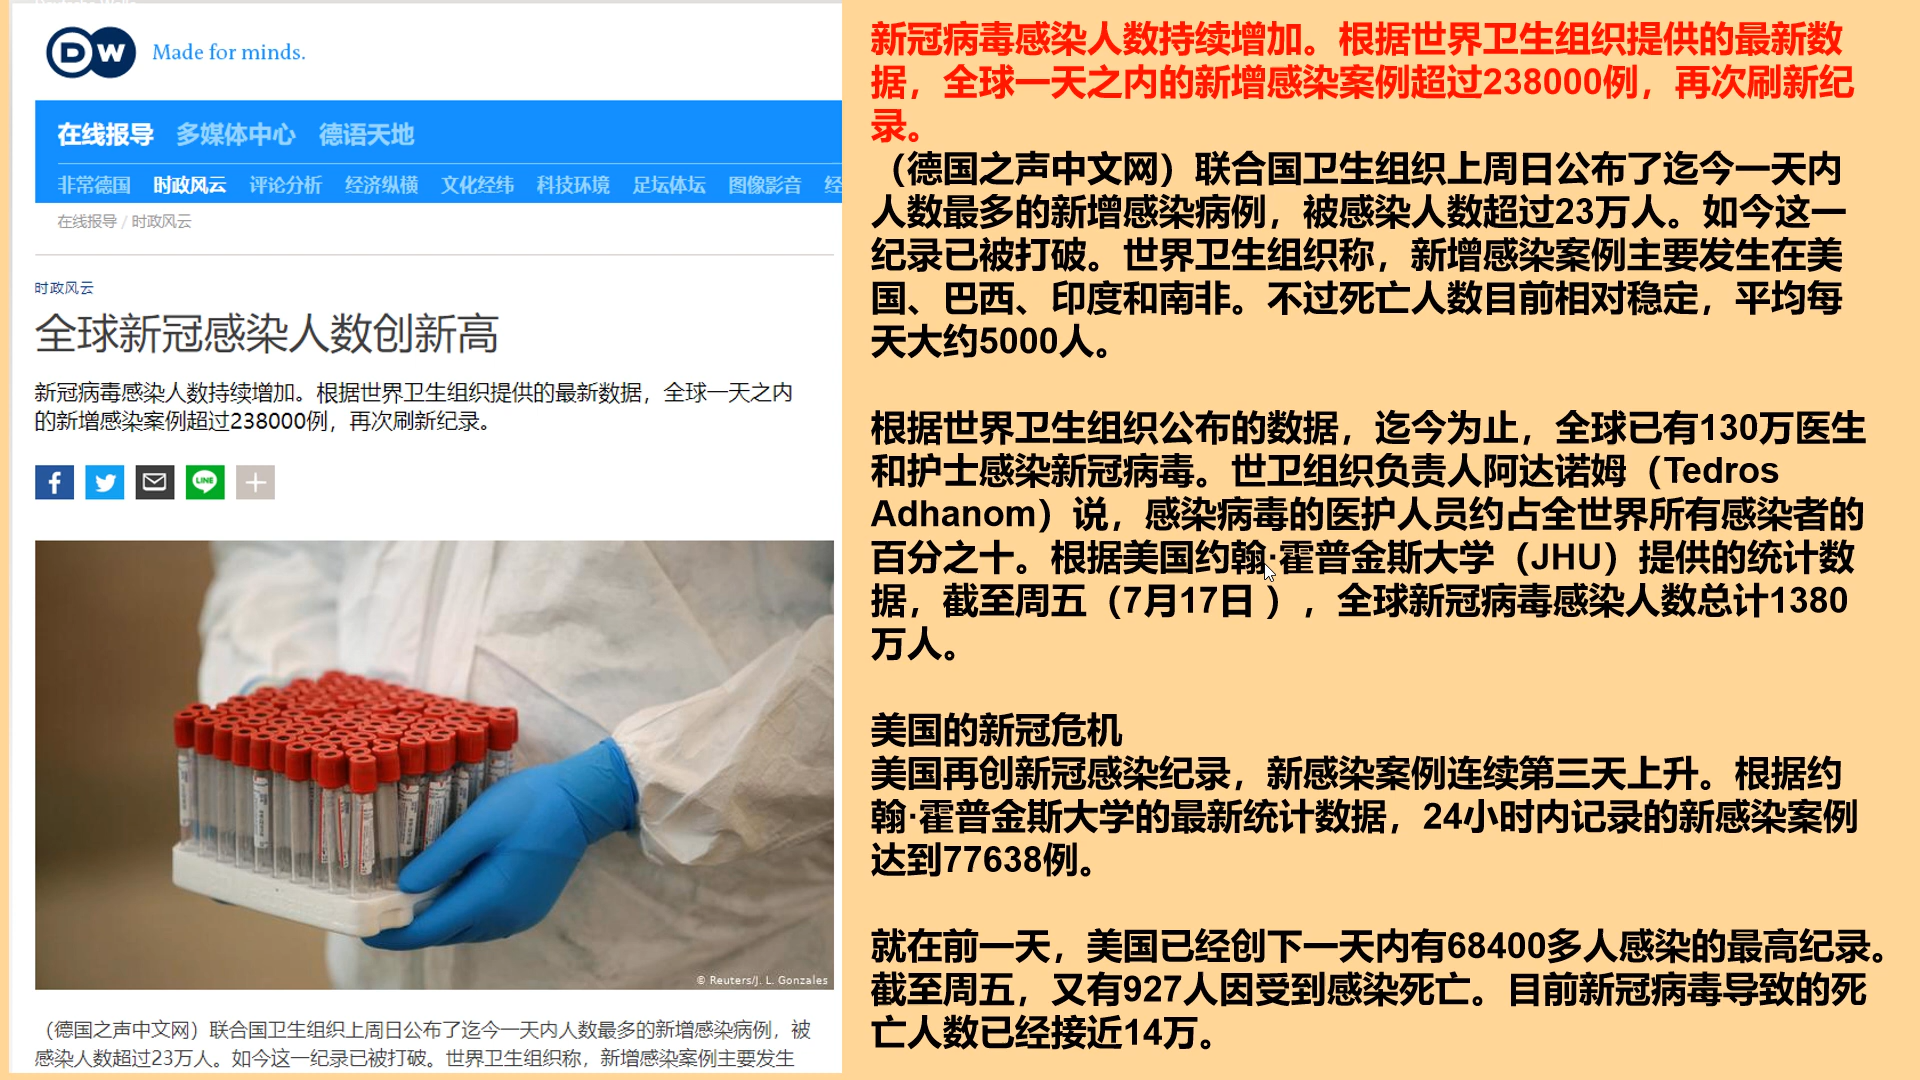 DW Made for minds.
在线报导 多媒体中心 德语天地
非常德国 时政风云 评论分析 经济纵横 文化经纬 科技环境 足坛体坛 图像影音 经
在线报导 / 时政风云
时政风云
全球新冠感染人数创新高
新冠病毒感染人数持续增加。根据世界卫生组织提供的最新数据，全球一天之内
的新增感染案例超过238000例，再次刷新纪录。
LINE
© Reuters/J. L. Gonzales
（德国之声中文网）联合国卫生组织上周日公布了迄今一天内人数最多的新增感染病例，被
感染人数超过23万人。如今这一纪录已被打破。世界卫生组织称，新增感染案例主要发生
新冠病毒感染人数持续增加。根据世界卫生组织提供的最新数
据，全球一天之内的新增感染案例超过238000例，再次刷新纪
录。
（德国之声中文网）联合国卫生组织上周日公布了迄今一天内
人数最多的新增感染病例，被感染人数超过23万人。如今这一
纪录已被打破。世界卫生组织称，新增感染案例主要发生在美
国、巴西、印度和南非。不过死亡人数目前相对稳定，平均每
天大约5000人。
根据世界卫生组织公布的数据，迄今为止，全球已有130万医生
和护士感染新冠病毒。世卫组织负责人阿达诺姆（Tedros
Adhanom）说，感染病毒的医护人员约占全世界所有感染者的
百分之十。根据美国约翰·霍普金斯大学（JHU）提供的统计数
据，截至周五（7月17日 ），全球新冠病毒感染人数总计1380
万人。
美国的新冠危机
美国再创新冠感染纪录，新感染案例连续第三天上升。根据约
翰·霍普金斯大学的最新统计数据，24小时内记录的新感染案例
达到77638例。
就在前一天，美国已经创下一天内有68400多人感染的最高纪录。
截至周五，又有927人因受到感染死亡。目前新冠病毒导致的死
亡人数已经接近14万。